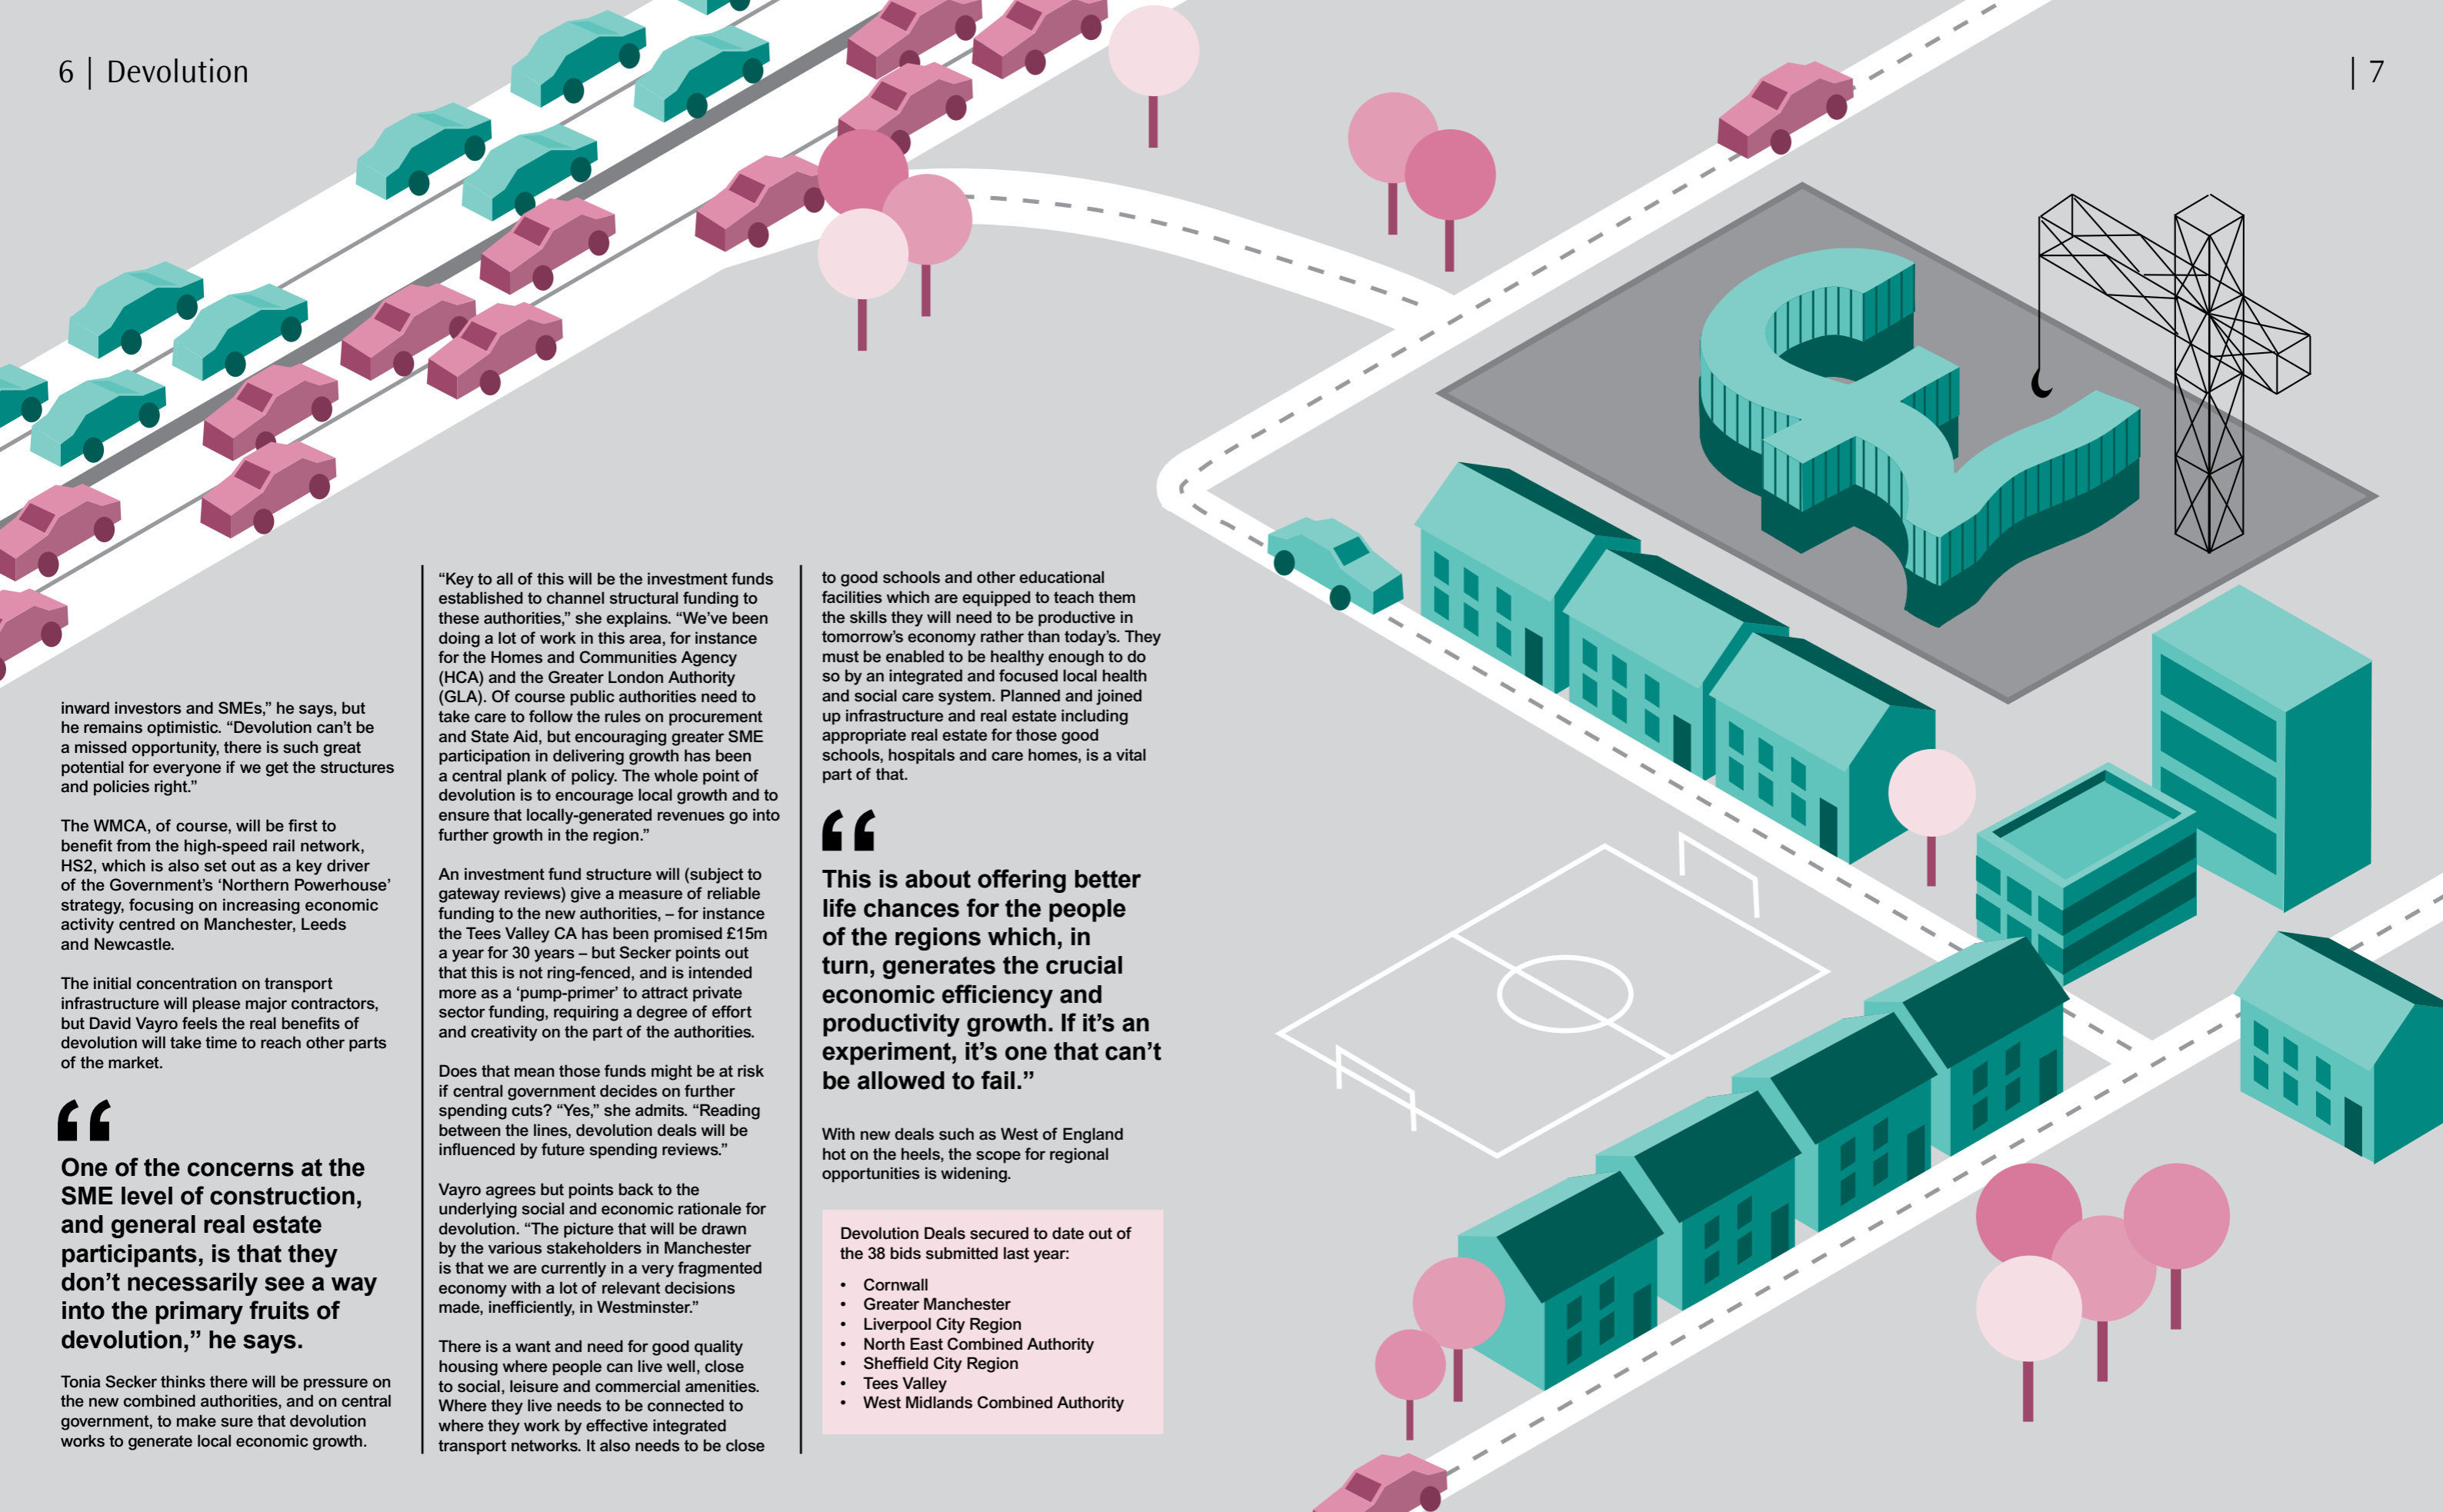 6 | Devolution
| 7
inward investors and SMEs,” he says, but
he remains optimistic. “Devolution can’t be
a missed opportunity, there is such great
potential for everyone if we get the structures
and policies right.”
The WMCA, of course, will be first to
benefit from the high-speed rail network,
HS2, which is also set out as a key driver
of the Government’s ‘Northern Powerhouse’
strategy, focusing on increasing economic
activity centred on Manchester, Leeds
and Newcastle.
The initial concentration on transport
infrastructure will please major contractors,
but David Vayro feels the real benefits of
devolution will take time to reach other parts
of the market.
“
One of the concerns at the
SME level of construction,
and general real estate
participants, is that they
don’t necessarily see a way
into the primary fruits of
devolution,” he says.
Tonia Secker thinks there will be pressure on
the new combined authorities, and on central
government, to make sure that devolution
works to generate local economic growth.
“Key to all of this will be the investment funds
established to channel structural funding to
these authorities,” she explains. “We’ve been
doing a lot of work in this area, for instance
for the Homes and Communities Agency
(HCA) and the Greater London Authority
(GLA). Of course public authorities need to
take care to follow the rules on procurement
and State Aid, but encouraging greater SME
participation in delivering growth has been
a central plank of policy. The whole point of
devolution is to encourage local growth and to
ensure that locally-generated revenues go into
further growth in the region.”
An investment fund structure will (subject to
gateway reviews) give a measure of reliable
funding to the new authorities, – for instance
the Tees Valley CA has been promised £15m
a year for 30 years – but Secker points out
that this is not ring-fenced, and is intended
more as a ‘pump-primer’ to attract private
sector funding, requiring a degree of effort
and creativity on the part of the authorities.
Does that mean those funds might be at risk
if central government decides on further
spending cuts? “Yes,” she admits. “Reading
between the lines, devolution deals will be
influenced by future spending reviews.”
Vayro agrees but points back to the
underlying social and economic rationale for
devolution. “The picture that will be drawn
by the various stakeholders in Manchester
is that we are currently in a very fragmented
economy with a lot of relevant decisions
made, inefficiently, in Westminster.”
There is a want and need for good quality
housing where people can live well, close
to social, leisure and commercial amenities.
Where they live needs to be connected to
where they work by effective integrated
transport networks. It also needs to be close
to good schools and other educational
facilities which are equipped to teach them
the skills they will need to be productive in
tomorrow’s economy rather than today’s. They
must be enabled to be healthy enough to do
so by an integrated and focused local health
and social care system. Planned and joined
up infrastructure and real estate including
appropriate real estate for those good
schools, hospitals and care homes, is a vital
part of that.
“
This is about offering better
life chances for the people
of the regions which, in
turn, generates the crucial
economic efficiency and
productivity growth. If it’s an
experiment, it’s one that can’t
be allowed to fail.”
With new deals such as West of England
hot on the heels, the scope for regional
opportunities is widening.
Devolution Deals secured to date out of
the 38 bids submitted last year:
• Cornwall
• Greater Manchester
• Liverpool City Region
• North East Combined Authority
• Sheffield City Region
• Tees Valley
• West Midlands Combined Authority